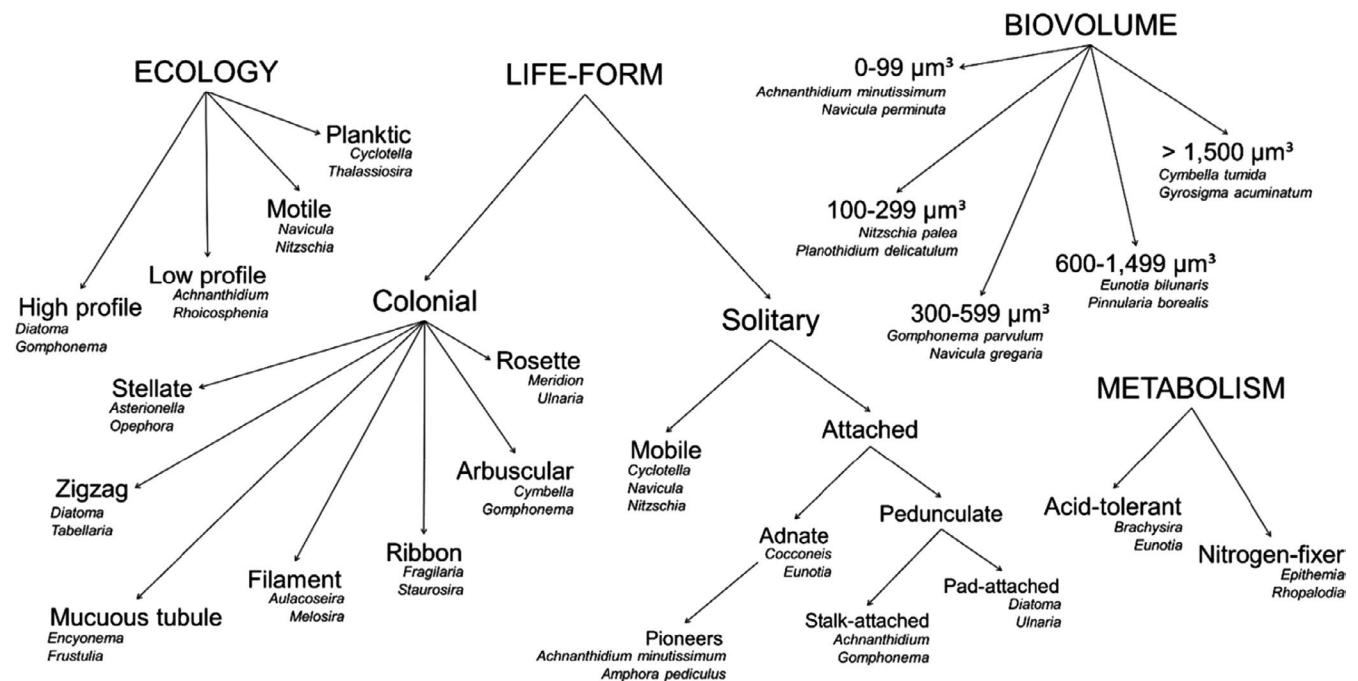 ECOLOGY
Planktic
Cyclotella
Thalassiosira
Motile
Navicula
Nitzschia
Low profile
Achnanthidium
Rhoicosphenia
High profile
Diatoma
Gomphonema
LIFE-FORM
Colonial
Rosette
Meridion
Ulnaria
Stellate
Asterionella
Opephora
Arbuscular
Cymbella
Gomphonema
Zigzag
Diatoma
Tabellaria
Ribbon
Fragilaria
Staurosira
Filament
Aulacoseira
Melosira
Mucuous tubule
Encyonema
Frustulia
Solitary
Mobile
Cyclotella
Navicula
Nitzschia
Attached
Adnate
Cocconeis
Eunotia
Pioneers
Achnanthidium minutissimum
Amphora pediculus
Pedunculate
Stalk-attached
Achnanthidium
Gomphonema
Pad-attached
Diatoma
Ulnaria
BIOVOLUME
0-99 µm³
Achnanthidium minutissimum
Navicula perminuta
100-299 µm³
Nitzschia palea
Planothidium delicatulum
300-599 µm³
Gomphonema parvulum
Navicula gregaria
600-1,499 µm³
Eunotia bilunaris
Pinnularia borealis
> 1,500 µm³
Cymbella tumida
Gyrosigma acuminatum
METABOLISM
Acid-tolerant
Brachysira
Eunotia
Nitrogen-fixer
Epithemia
Rhopalodia